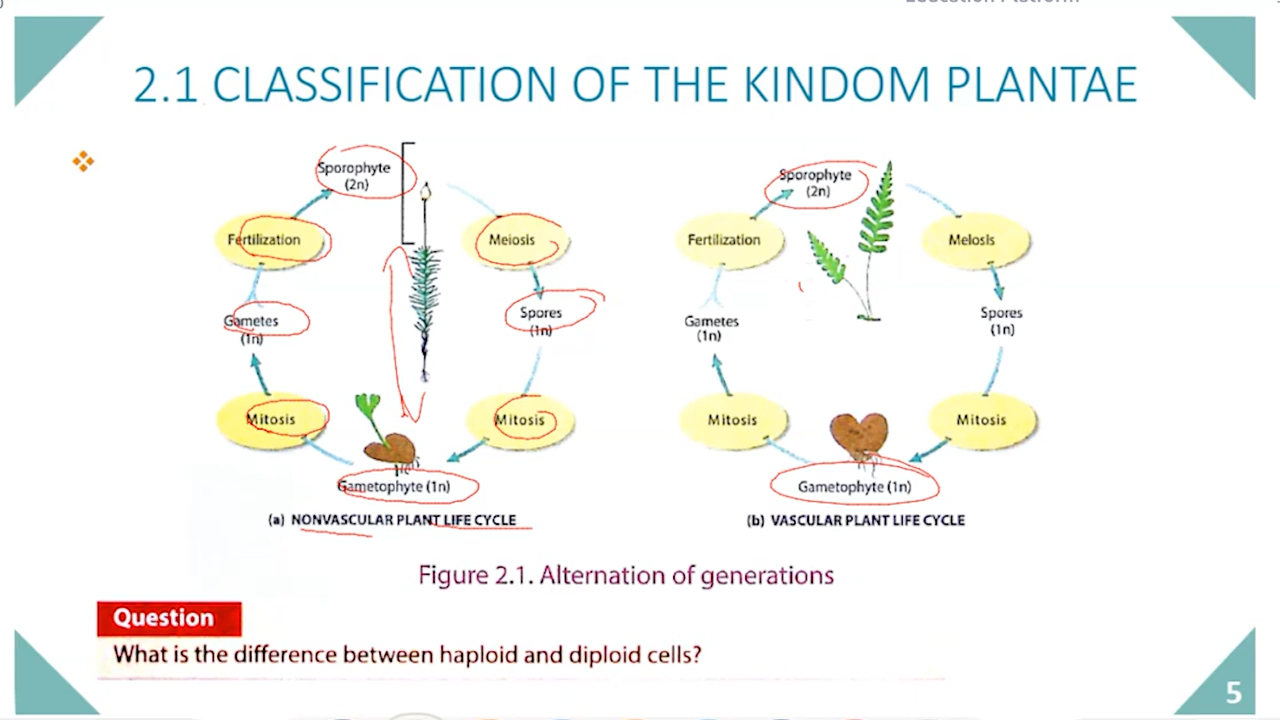 2.1 CLASSIFICATION OF THE KINDOM PLANTAE
Sporophyte
(2n)
Fertilization
Meiosis
Gametes
(1n)
Spores
(1n)
Mitosis
Mitosis
Gametophyte (1n)
(a) NONVASCULAR PLANT LIFE CYCLE
Sporophyte
(2n)
Fertilization
Meiosis
Gametes
(1n)
Spores
(1n)
Mitosis
Mitosis
Gametophyte (1n)
(b) VASCULAR PLANT LIFE CYCLE
Figure 2.1. Alternation of generations
Question
What is the difference between haploid and diploid cells?
5